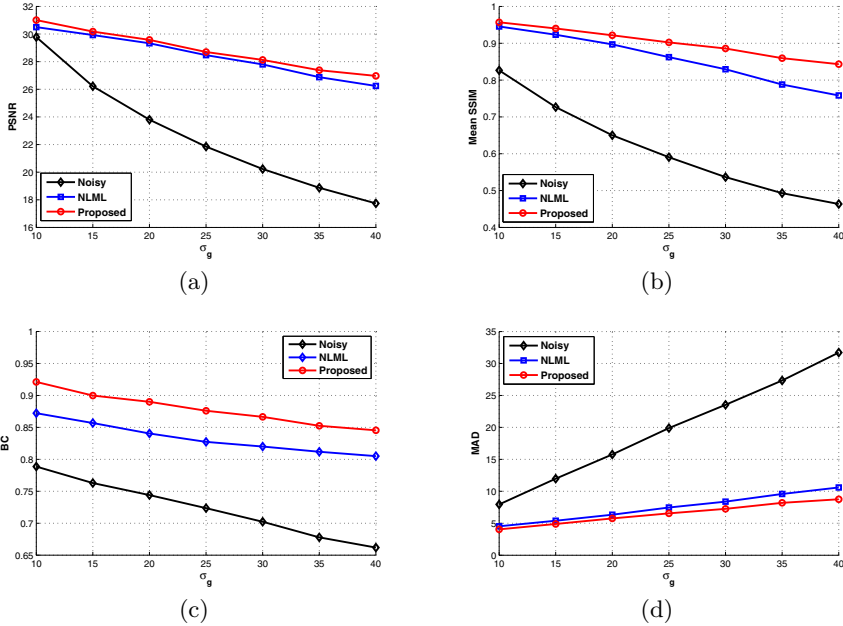 32
30
28
26
24
22
20
18
16
PSNR
Noisy
NLML
Proposed
10 15 20 25 30 35 40
σg
(a)
1
0.9
0.8
0.7
0.6
0.5
0.4
Mean SSIM
Noisy
NLML
Proposed
10 15 20 25 30 35 40
σg
(b)
1
0.95
0.9
0.85
0.8
0.75
0.7
0.65
BC
Noisy
NLML
Proposed
10 15 20 25 30 35 40
σg
(c)
35
30
25
20
15
10
5
0
MAD
Noisy
NLML
Proposed
10 15 20 25 30 35 40
σg
(d)